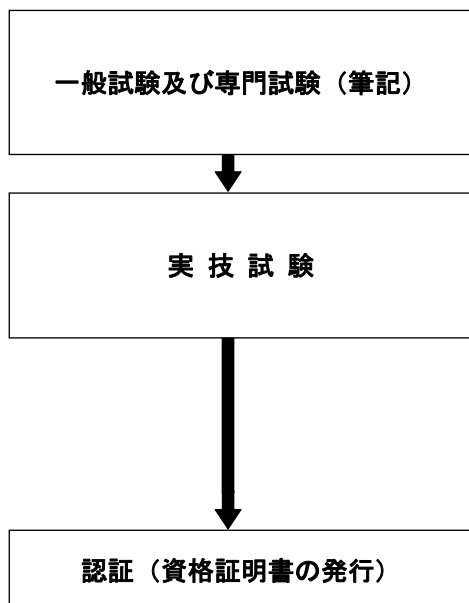 一般試験及び専門試験（筆記）
実 技 試 験
認証（資格証明書の発行）